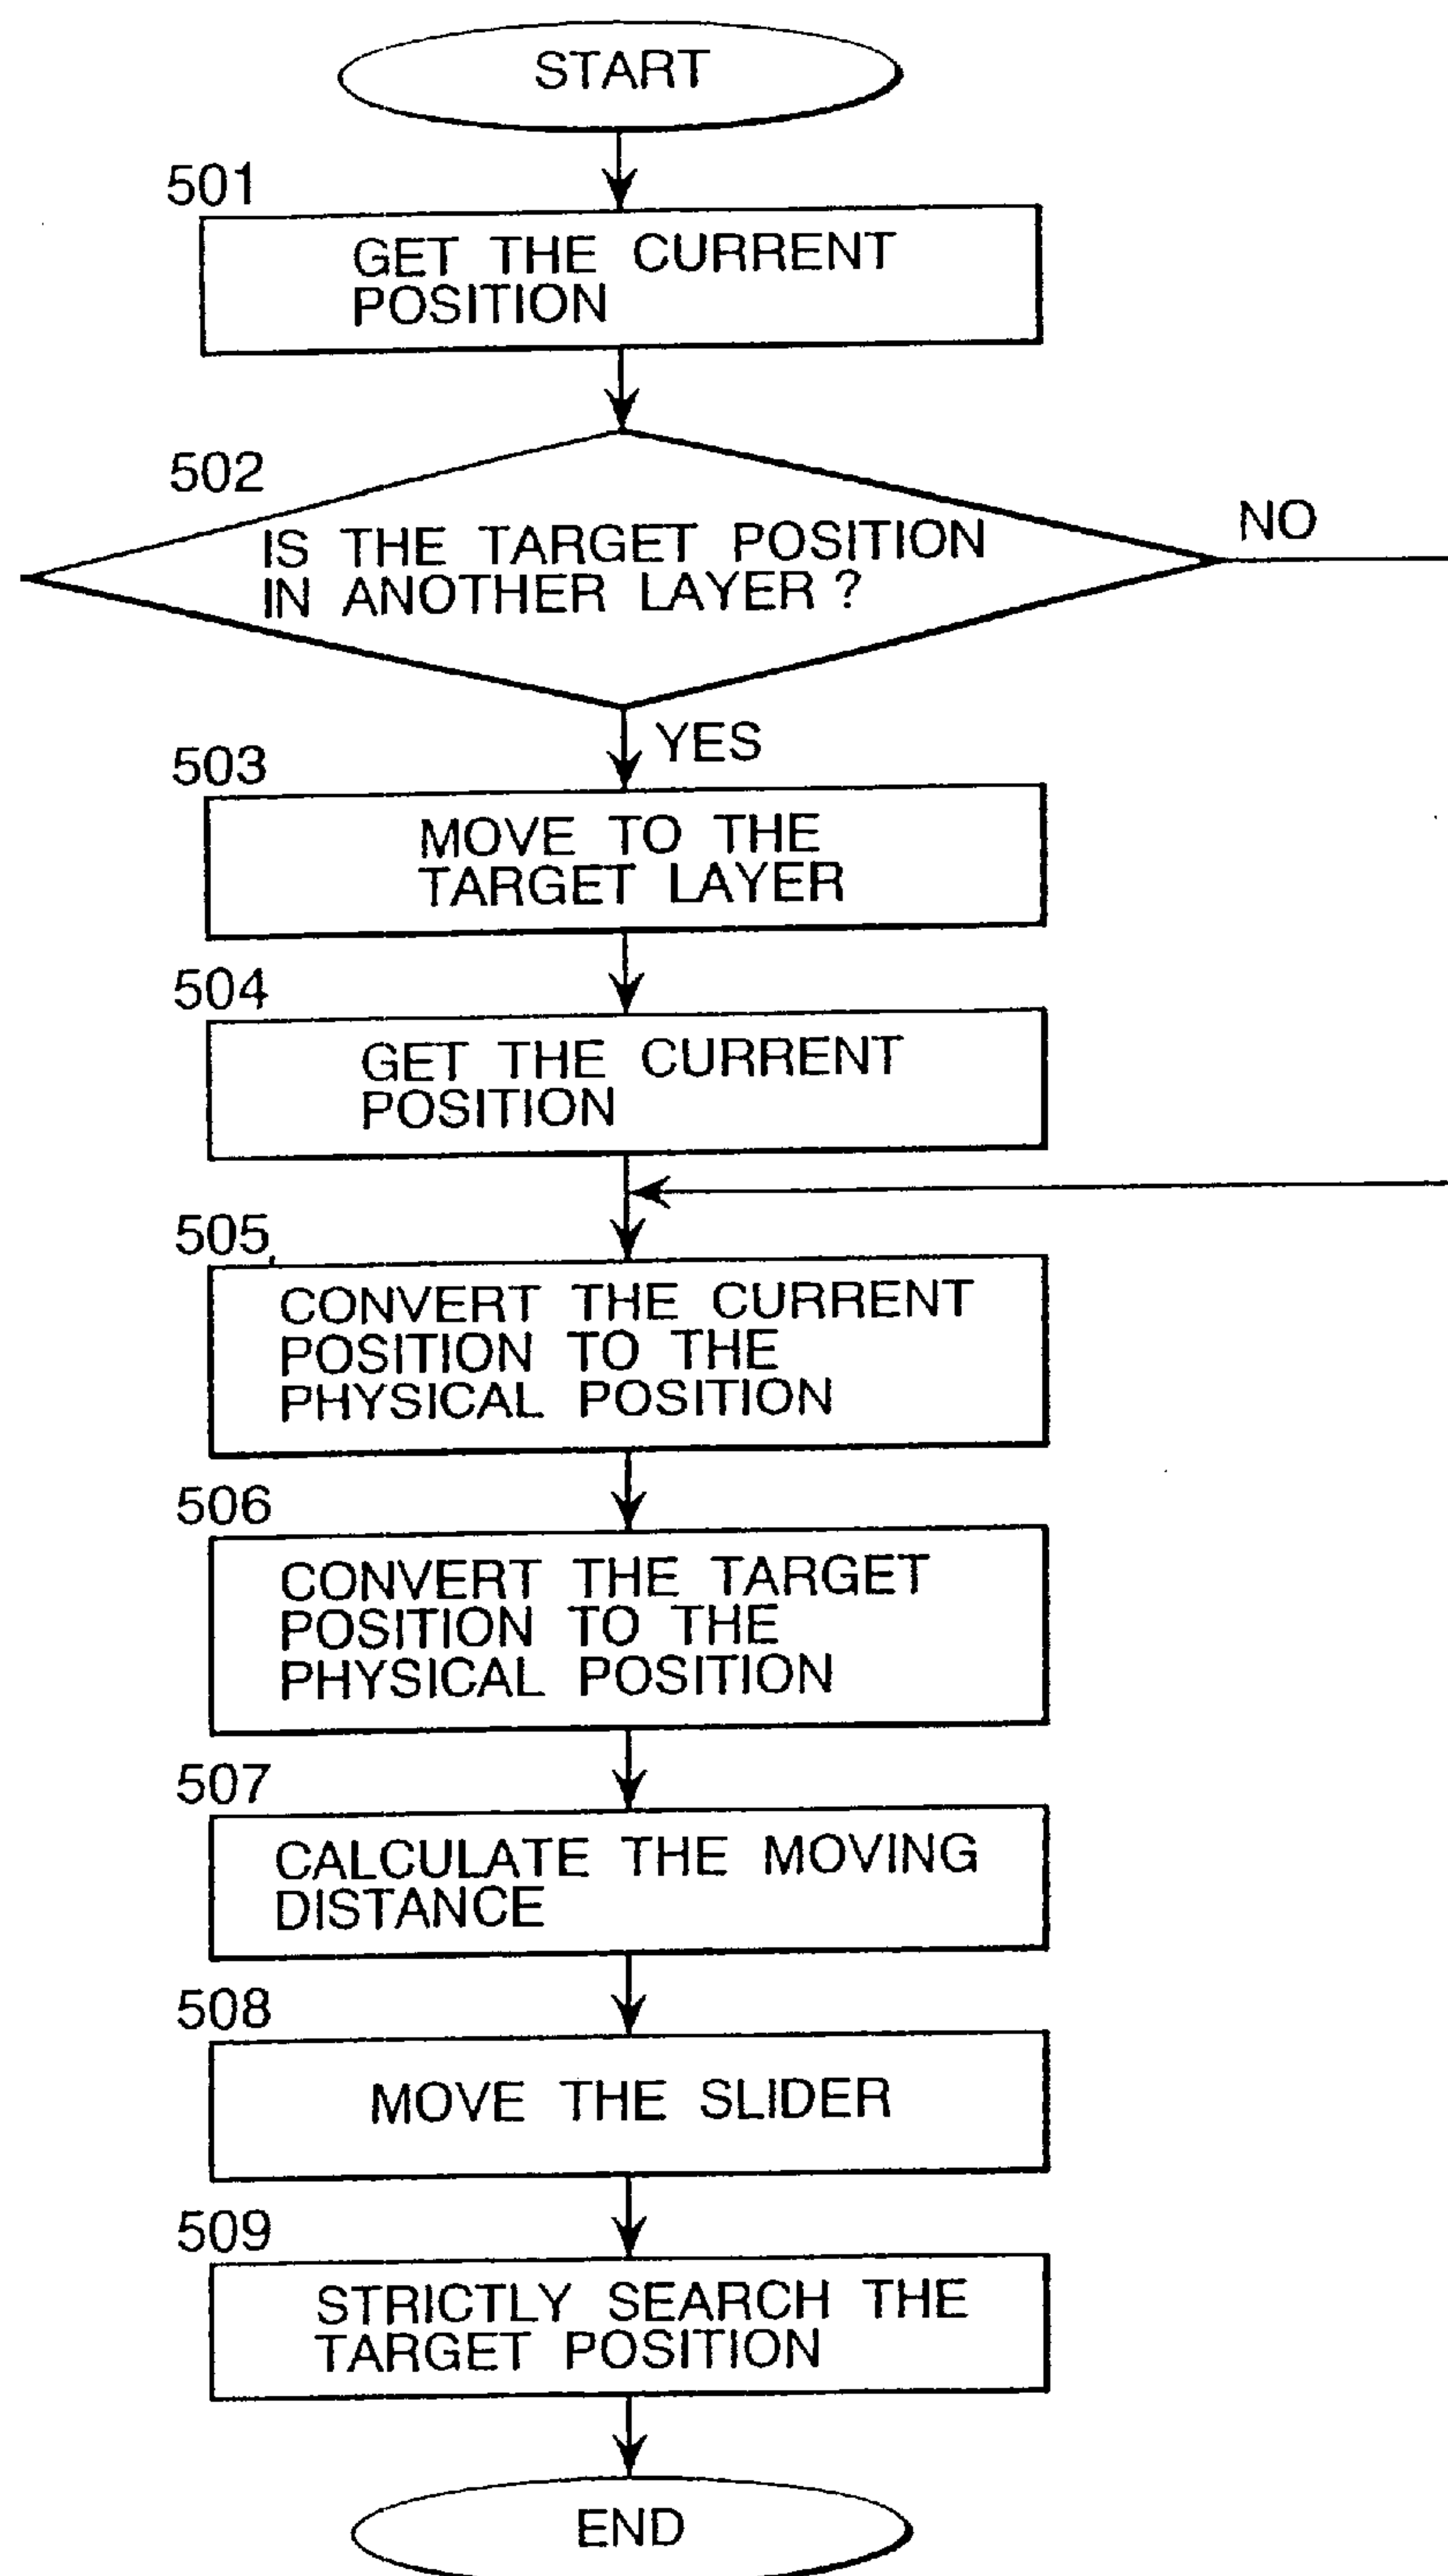 START
501
GET THE CURRENT
POSITION
502
IS THE TARGET POSITION
IN ANOTHER LAYER ?
NO
YES
503
MOVE TO THE
TARGET LAYER
504
GET THE CURRENT
POSITION
505
CONVERT THE CURRENT
POSITION TO THE
PHYSICAL POSITION
506
CONVERT THE TARGET
POSITION TO THE
PHYSICAL POSITION
507
CALCULATE THE MOVING
DISTANCE
508
MOVE THE SLIDER
509
STRICTLY SEARCH THE
TARGET POSITION
END